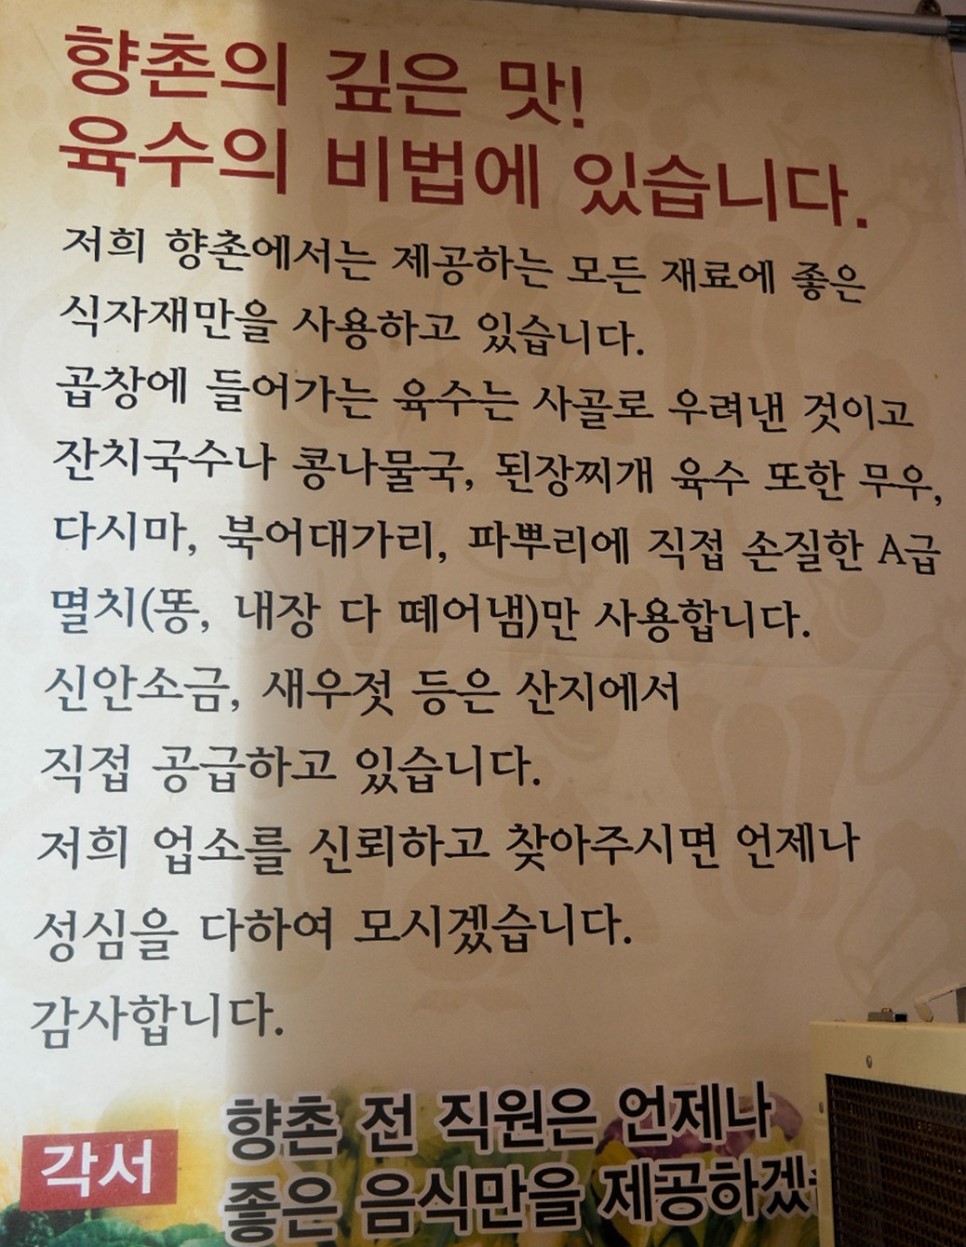 향촌의 깊은 맛!
육수의 비법에 있습니다.
저희 향촌에서는 제공하는 모든 재료에 좋은
식자재만을 사용하고 있습니다.
곱창에 들어가는 육수는 사골로 우려낸 것이고
잔치국수나 콩나물국, 된장찌개 육수 또한 무우,
다시마, 북어대가리, 파뿌리에 직접 손질한 A급
멸치(똥, 내장 다 떼어냄)만 사용합니다.
신안소금, 새우젓 등은 산지에서
직접 공급하고 있습니다.
저희 업소를 신뢰하고 찾아주시면 언제나
성심을 다하여 모시겠습니다.
감사합니다.
각서
향촌 전 직원은 언제나
좋은 음식만을 제공하겠